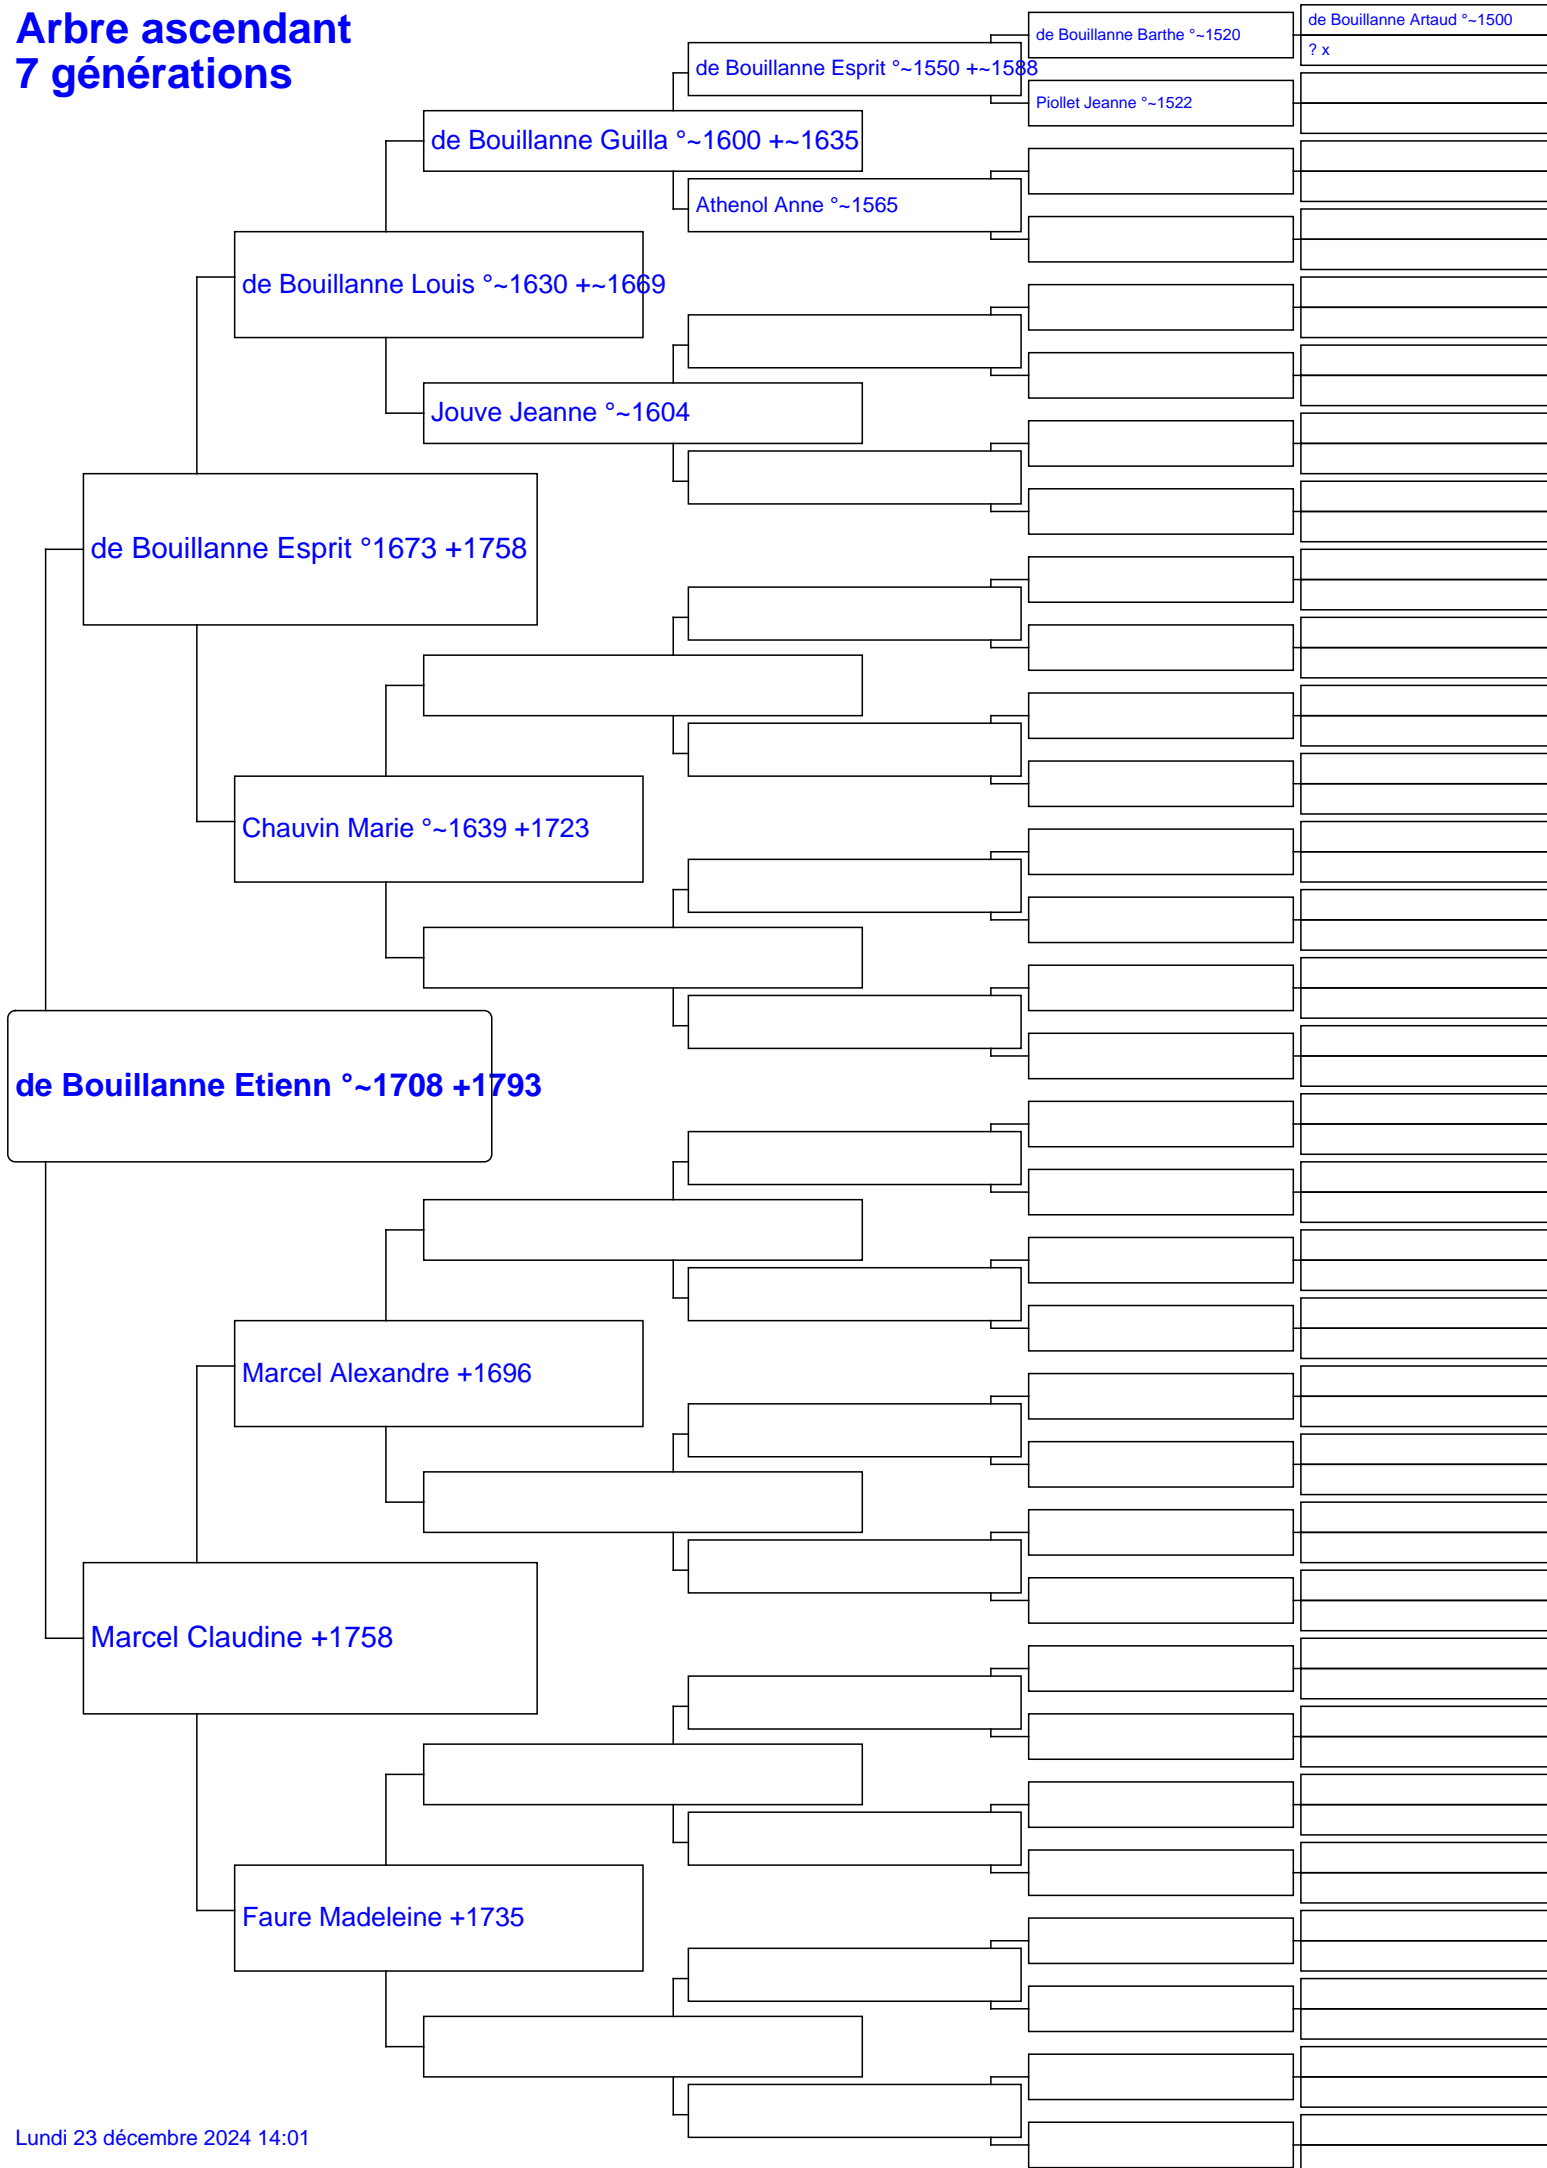 Arbre ascendant
7 générations
de Bouillanne Artaud °~1500
? x
de Bouillanne Barthe °~1520
de Bouillanne Esprit °~1550 +~1588
Piollet Jeanne °~1522
de Bouillanne Guilla °~1600 +~1635
Athenol Anne °~1565
de Bouillanne Louis °~1630 +~1669
Jouve Jeanne °~1604
de Bouillanne Esprit °1673 +1758
Chauvin Marie °~1639 +1723
de Bouillanne Etienn °~1708 +1793
Marcel Alexandre +1696
Marcel Claudine +1758
Faure Madeleine +1735
Lundi 23 décembre 2024 14:01